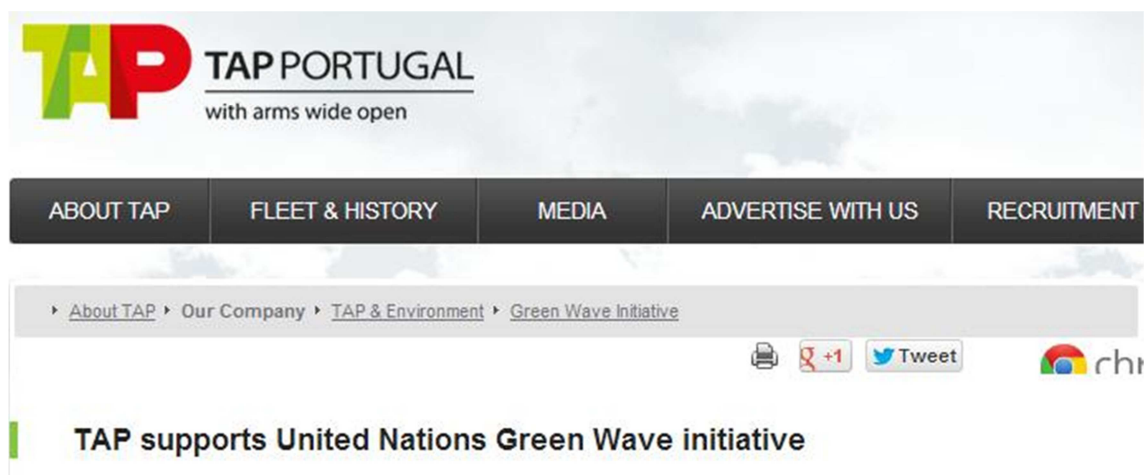 TAP
TAP PORTUGAL
with arms wide open
ABOUT TAP FLEET & HISTORY MEDIA ADVERTISE WITH US RECRUITMENT
About TAP Our Company TAP & Environment Green Wave Initiative
g +1 Tweet chr
TAP supports United Nations Green Wave initiative